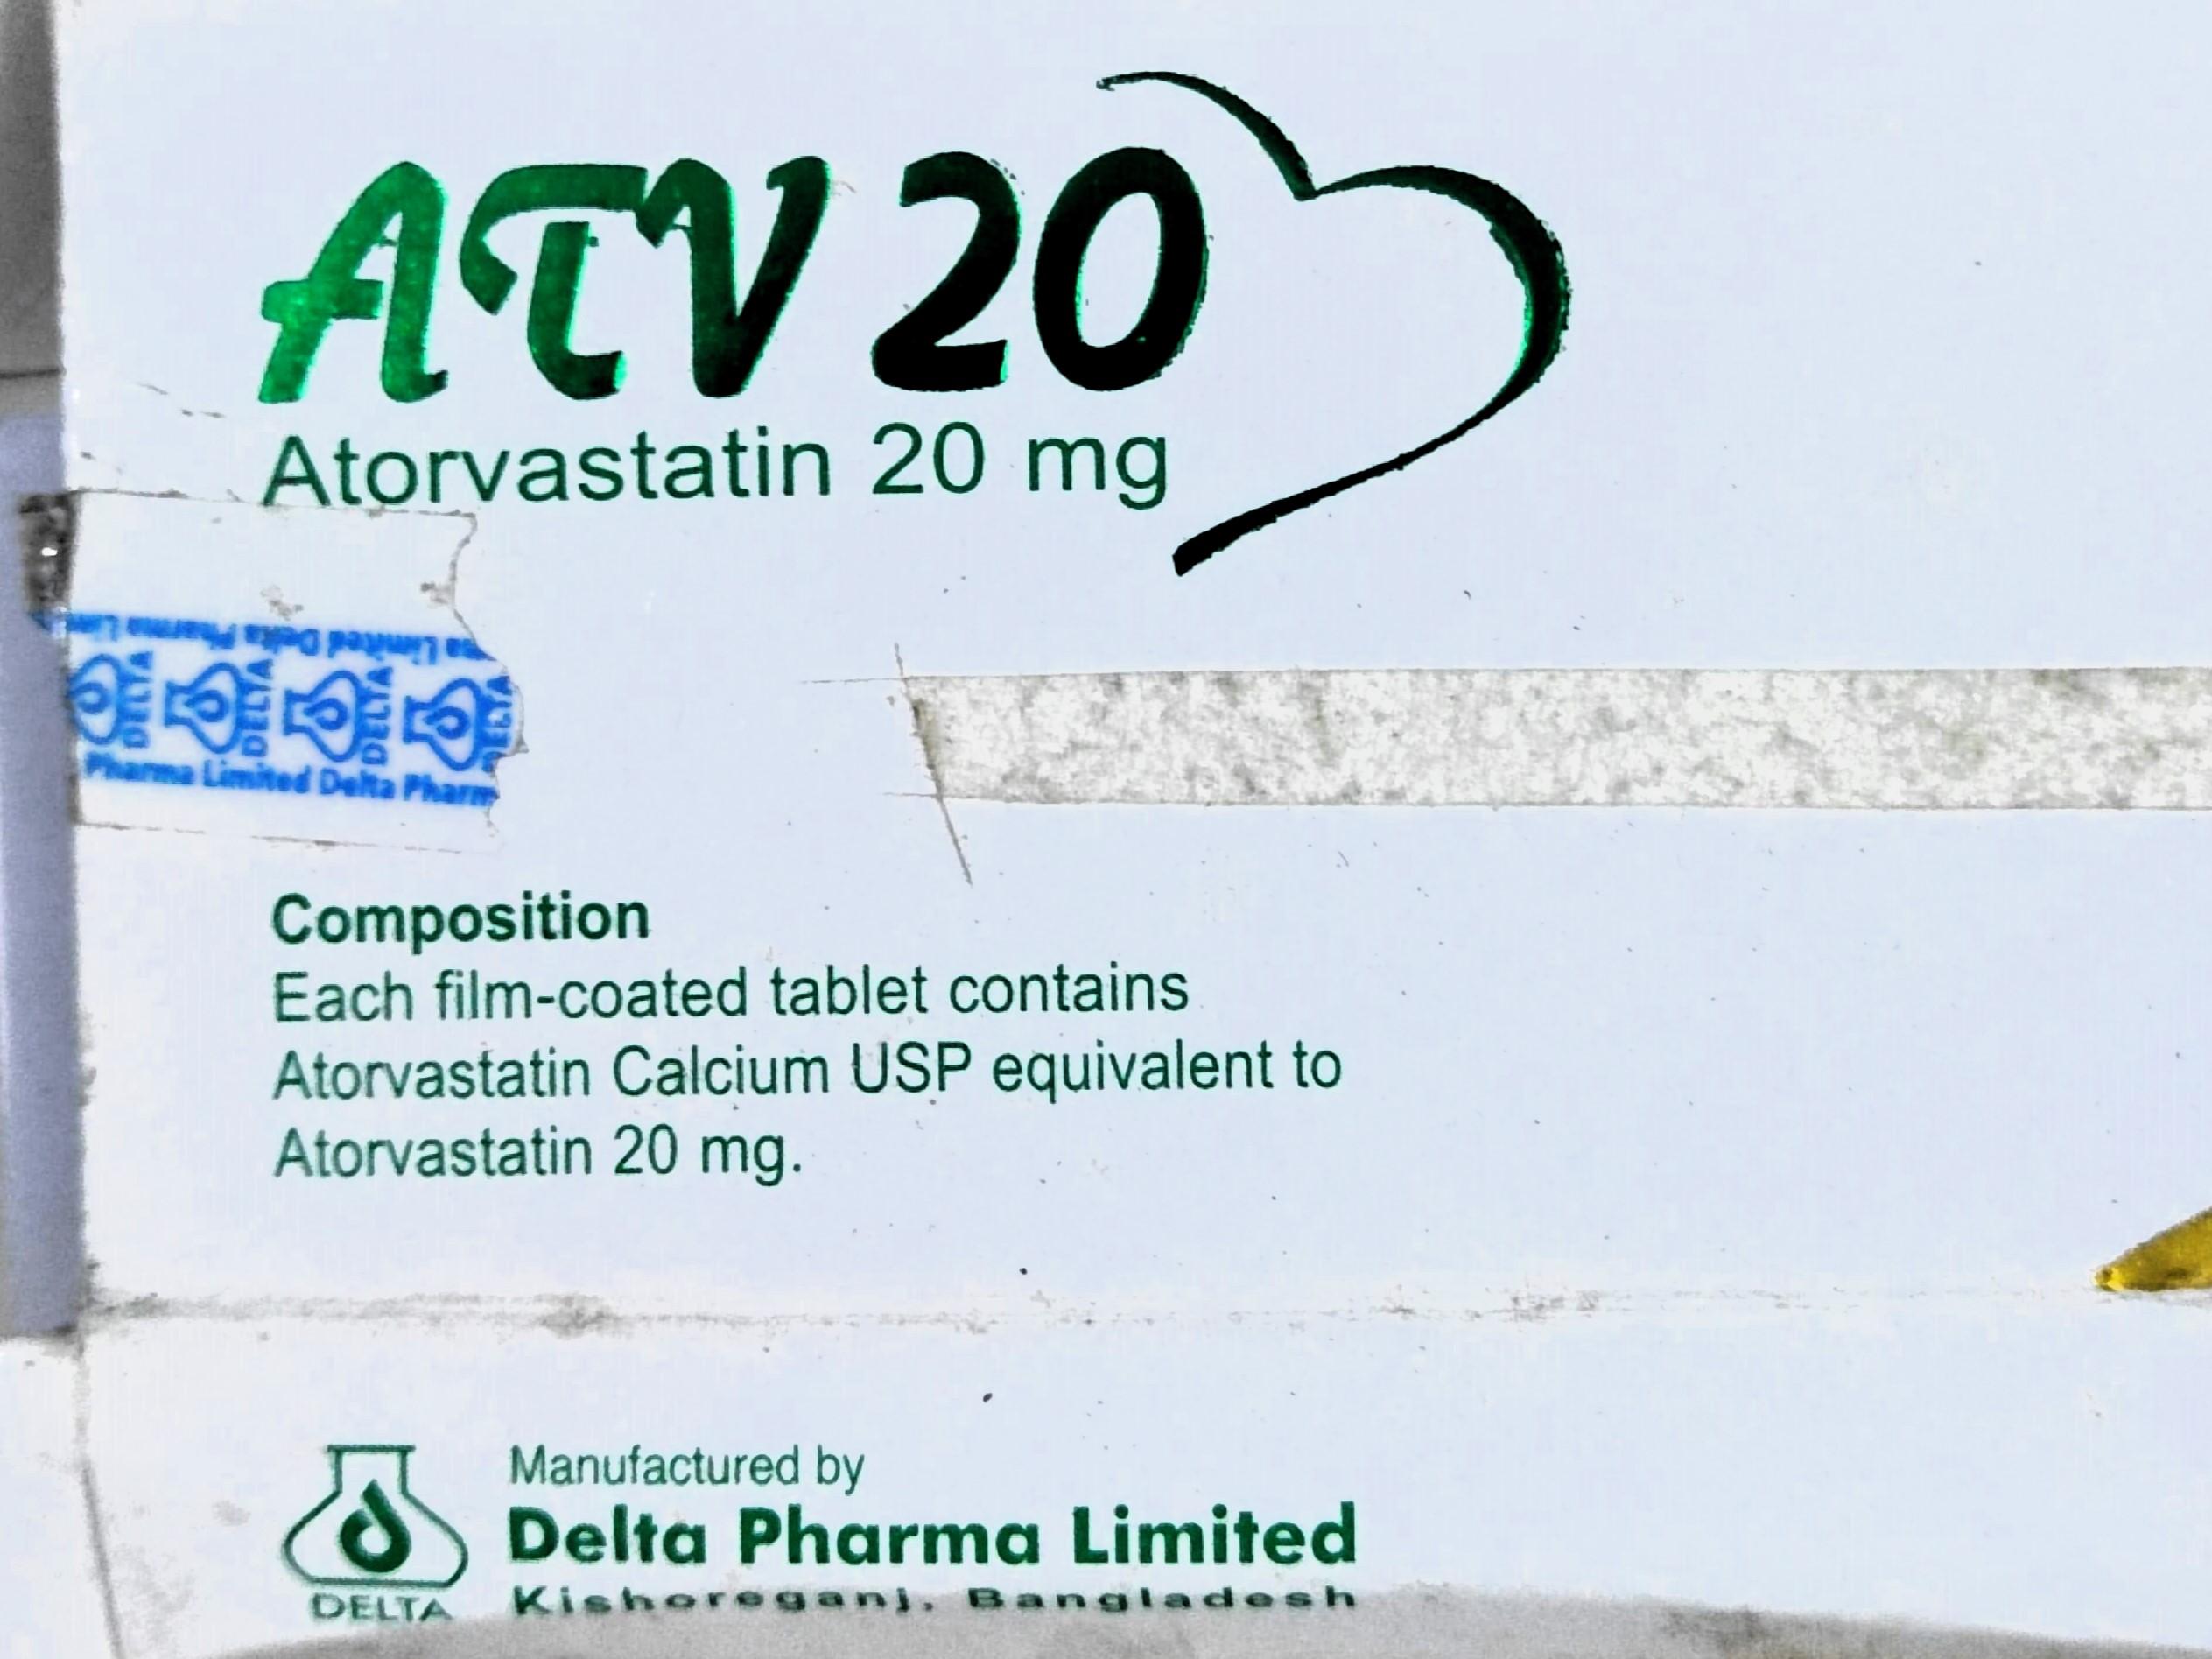 ATV 20
Atorvastatin 20 mg
Limited Delta Pharma
DELTA DELTA DELTA DELTA
Pharma Limited Delta Pharm
Composition
Each film-coated tablet contains
Atorvastatin Calcium USP equivalent to
Atorvastatin 20 mg.
Manufactured by
Delta Pharma Limited
DELTA
Kishoreganj, Bangladesh